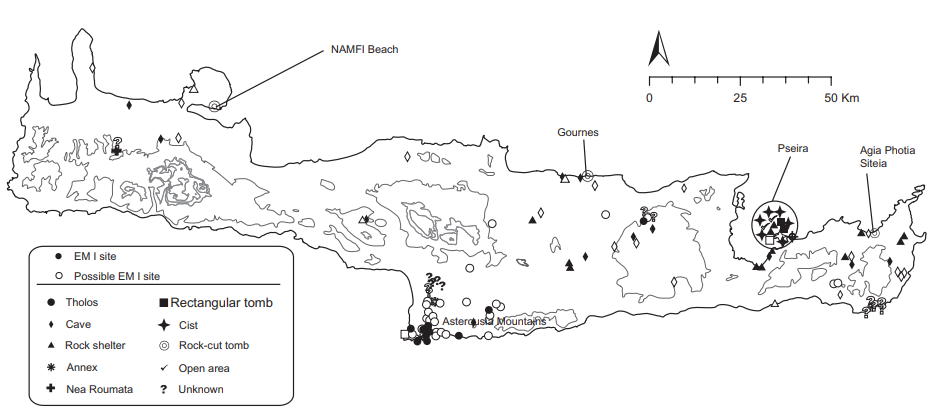 NAMFI Beach
0 25 50 Km
Gournes
Pseira
Agia Photia
Siteia
Asterousia Mountains
EM I site
Possible EM I site
Tholos Rectangular tomb
Cave Cist
Rock shelter Rock-cut tomb
Annex Open area
Nea Roumata ? Unknown